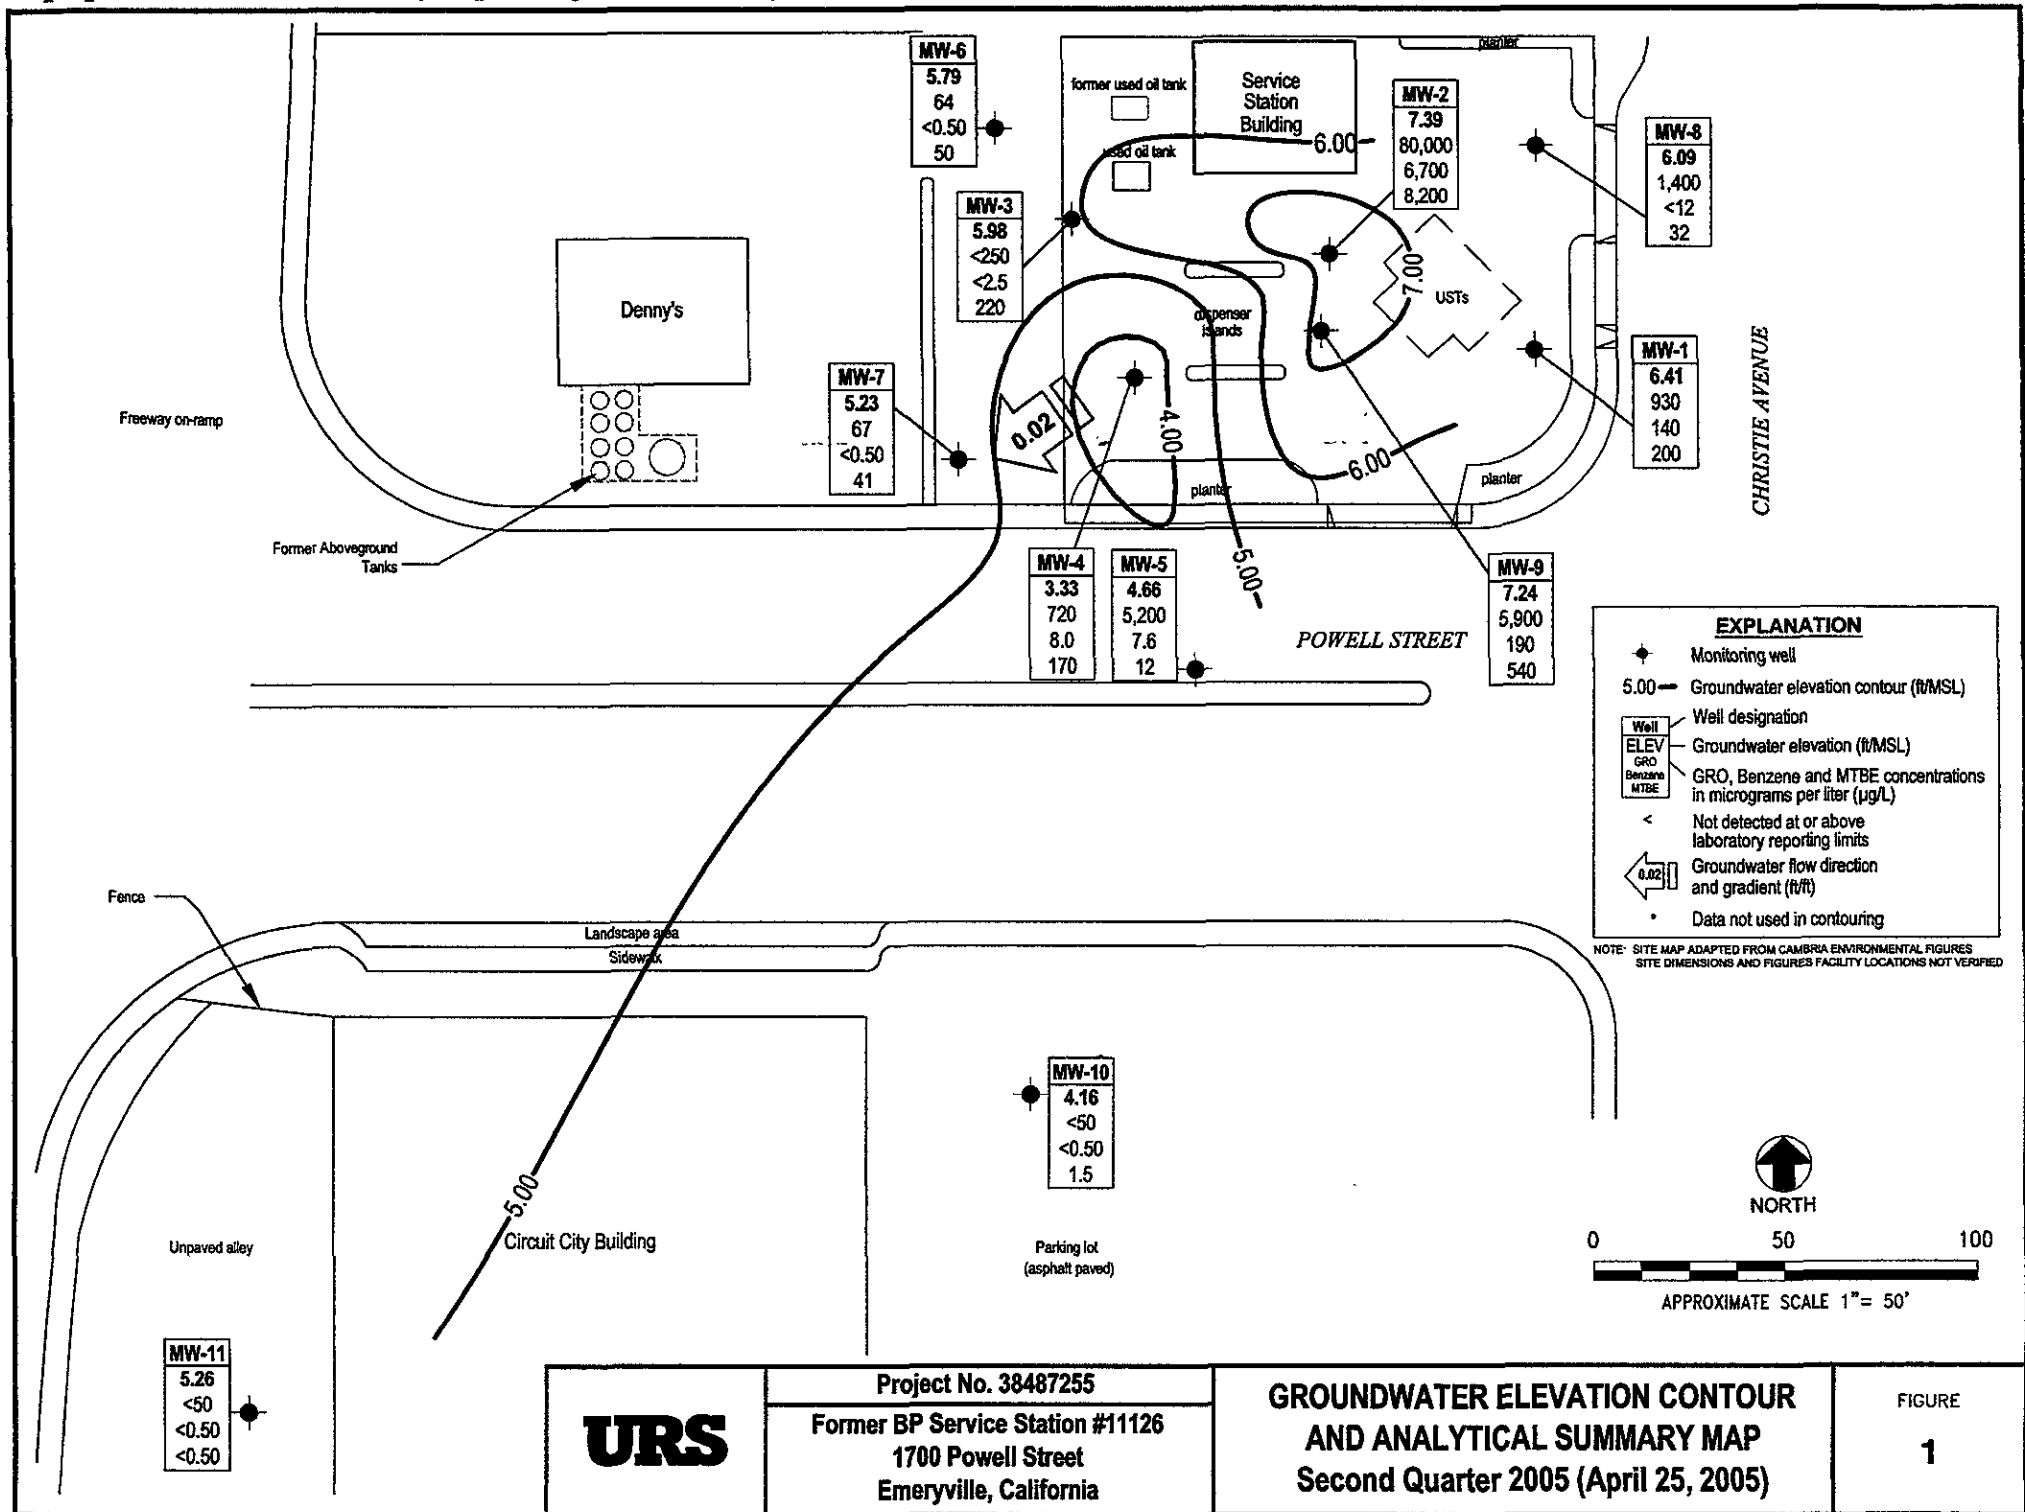 MW-6
5.79
64
<0.50
50
former used oil tank
used oil tank
Service
Station
Building
planter
MW-2
7.39
80,000
6,700
8,200
MW-8
6.09
1,400
<12
32
6.00
MW-3
5.98
<250
<2.5
220
7.00
USTs
Denny's
dispenser
islands
MW-1
6.41
930
140
200
CHRISTIE AVENUE
MW-7
5.23
67
<0.50
41
0.02
4.00
6.00
Freeway on-ramp
planter
planter
Former Aboveground
Tanks
MW-4
3.33
720
8.0
170
MW-5
4.66
5,200
7.6
12
5.00
MW-9
7.24
5,900
190
540
POWELL STREET
EXPLANATION
Monitoring well
5.00 Groundwater elevation contour (ft/MSL)
Well designation
Well
ELEV
GRO
Benzene
MTBE
Groundwater elevation (ft/MSL)
GRO, Benzene and MTBE concentrations
in micrograms per liter (µg/L)
< Not detected at or above
laboratory reporting limits
0.02 Groundwater flow direction
and gradient (ft/ft)
* Data not used in contouring
NOTE: SITE MAP ADAPTED FROM CAMBRIA ENVIRONMENTAL FIGURES
SITE DIMENSIONS AND FIGURES FACILITY LOCATIONS NOT VERIFIED
Fence
Landscape area
Sidewalk
MW-10
4.16
<50
<0.50
1.5
5.00
Circuit City Building
Unpaved alley
Parking lot
(asphalt paved)
NORTH
0 50 100
APPROXIMATE SCALE 1"= 50'
MW-11
5.26
<50
<0.50
<0.50
URS
Project No. 38487255
Former BP Service Station #11126
1700 Powell Street
Emeryville, California
GROUNDWATER ELEVATION CONTOUR
AND ANALYTICAL SUMMARY MAP
Second Quarter 2005 (April 25, 2005)
FIGURE
1